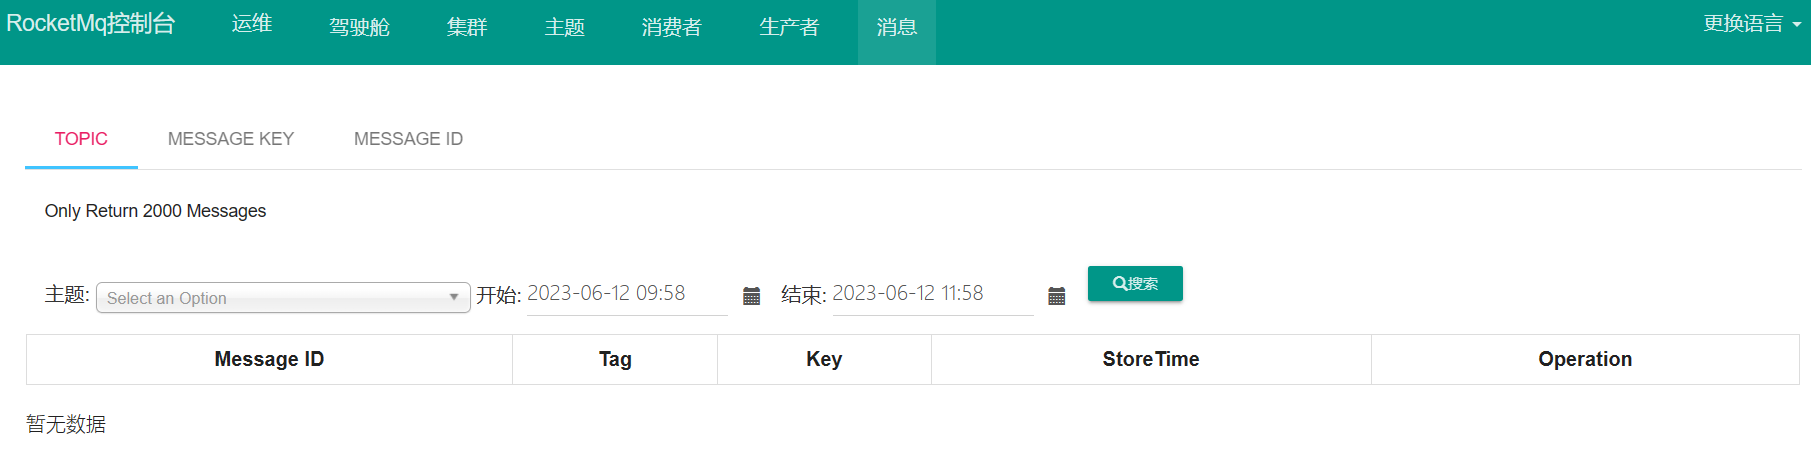 RocketMq控制台 运维 驾驶舱 集群 主题 消费者 生产者 消息 更换语言
TOPIC MESSAGE KEY MESSAGE ID
Only Return 2000 Messages
主题: Select an Option 开始: 2023-06-12 09:58 结束: 2023-06-12 11:58 搜索
Message ID Tag Key StoreTime Operation
暂无数据